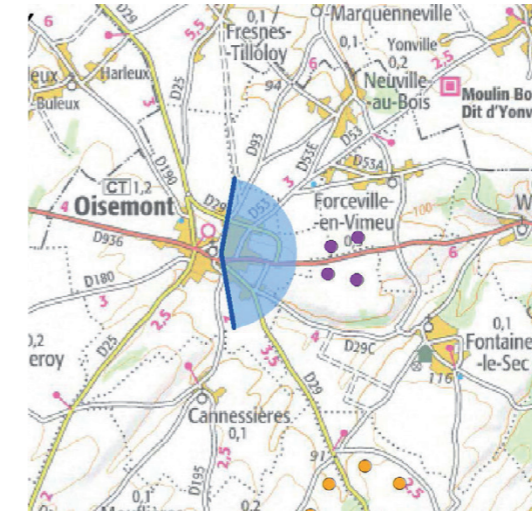 D29
6
5,5
0,1
Fresnes-
-Tilloloy
Marquenneville
0,1
0,2
Yonville
2,5
6
Neuville
-au-Bois
Moulin Bo
Dit d'Yonv
Harleux
leux
Buleux
3
D25
94
D93
D53E
D53
D53A
3
D190
CT 1,2
4
Oisemont
D29
D53
Forceville
-en-Vimeu
0,
100
W
D936
6
D180
3
2,5
D25
0,2
eroy
3,5
4
D29C
D29
Fontaine
-le-Sec
116
Cannessières
0,1
D195
2,5
91
2,5
2
0,1
0,2